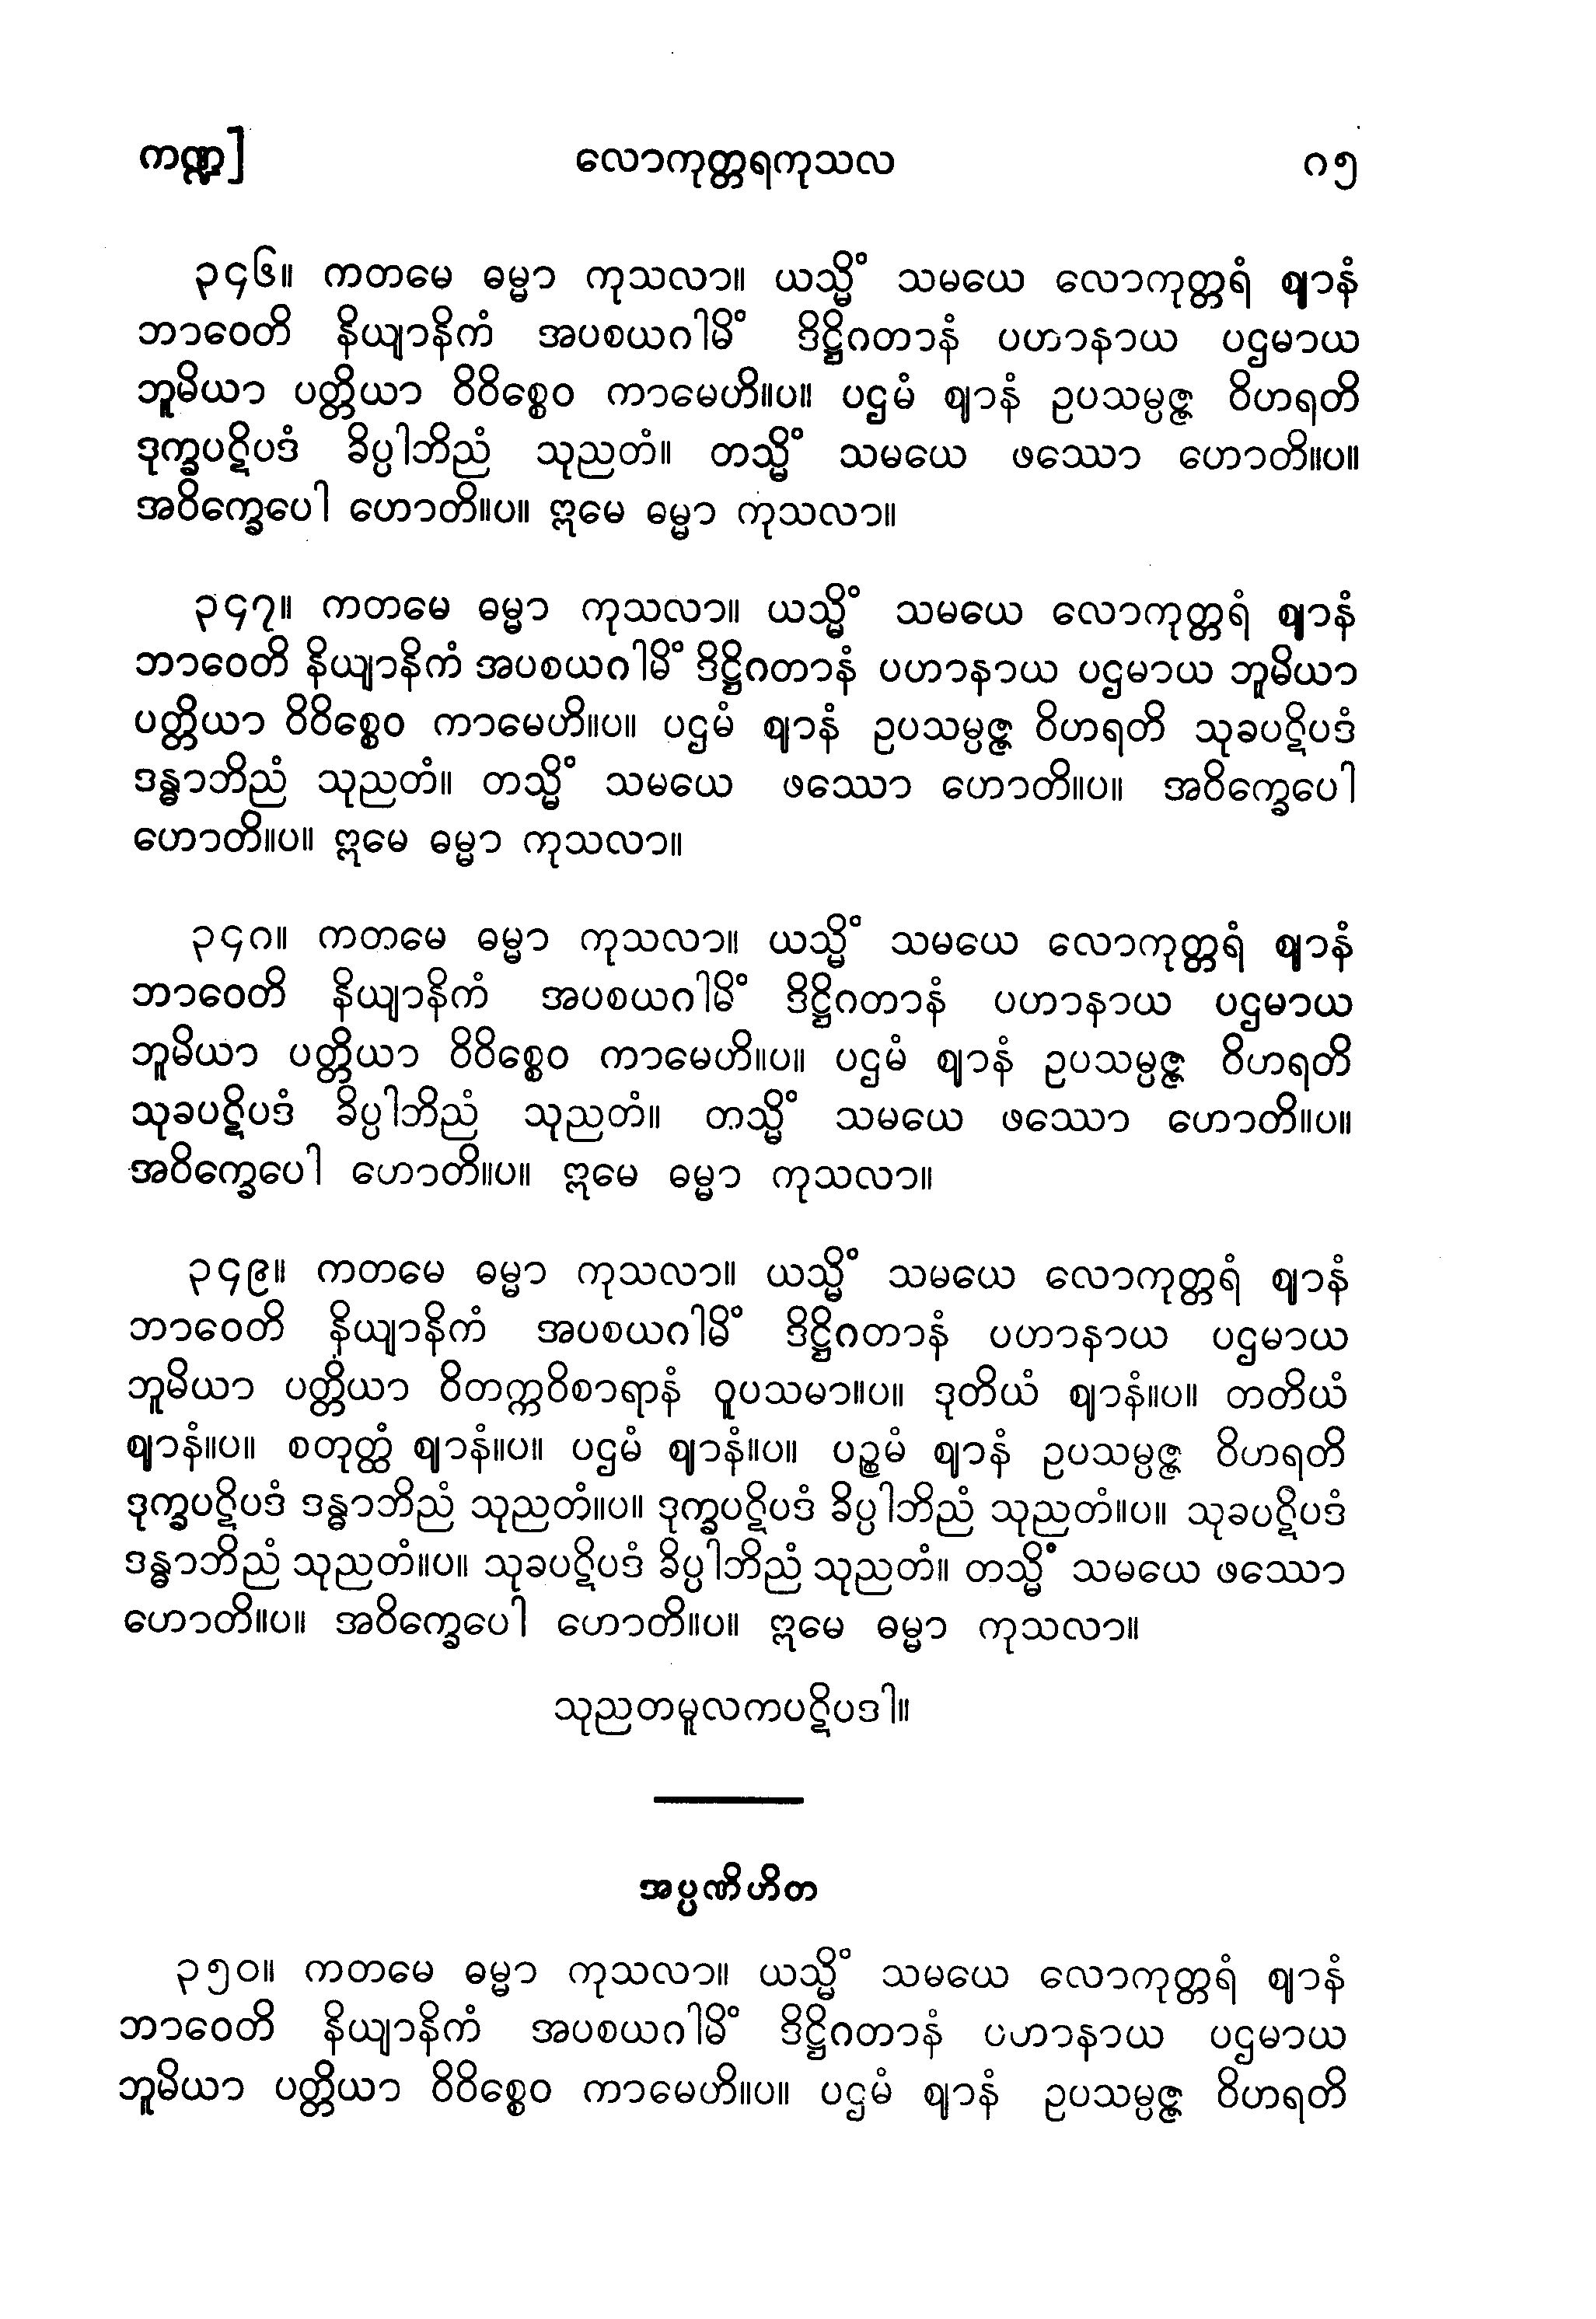 ကဏ္ဍ] လောကုတ္တရကုသလ ၈၅
၃၄၆။ ကတမေ ဓမ္မာ ကုသလာ။ ယသ္မိံ သမယေ လောကုတ္တရံ ဈာနံ
ဘာဝေတိ နိယျာနိကံ အပစယဂါမိံ ဒိဋ္ဌိဂတာနံ ပဟာနာယ ပဌမာယ
ဘူမိယာ ပတ္တိယာ ဝိဝိစ္စေဝ ကာမေဟိ။ပ။ ပဌမံ ဈာနံ ဥပသမ္ပဇ္ဇ ဝိဟရတိ
ဒုက္ခပဋိပဒံ ခိပ္ပါဘိညံ သုညတံ။ တသ္မိံ သမယေ ဖဿော ဟောတိ။ပ။
အဝိက္ခေပေါ ဟောတိ။ပ။ ဣမေ ဓမ္မာ ကုသလာ။
၃၄၇။ ကတမေ ဓမ္မာ ကုသလာ။ ယသ္မိံ သမယေ လောကုတ္တရံ ဈာနံ
ဘာဝေတိ နိယျာနိကံ အပစယဂါမိံ ဒိဋ္ဌိဂတာနံ ပဟာနာယ ပဌမာယ ဘူမိယာ
ပတ္တိယာ ဝိဝိစ္စေဝ ကာမေဟိ။ပ။ ပဌမံ ဈာနံ ဥပသမ္ပဇ္ဇ ဝိဟရတိ သုခပဋိပဒံ
ဒန္ဓာဘိညံ သုညတံ။ တသ္မိံ သမယေ ဖဿော ဟောတိ။ပ။ အဝိက္ခေပေါ
ဟောတိ။ပ။ ဣမေ ဓမ္မာ ကုသလာ။
၃၄၈။ ကတမေ ဓမ္မာ ကုသလာ။ ယသ္မိံ သမယေ လောကုတ္တရံ ဈာနံ
ဘာဝေတိ နိယျာနိကံ အပစယဂါမိံ ဒိဋ္ဌိဂတာနံ ပဟာနာယ ပဌမာယ
ဘူမိယာ ပတ္တိယာ ဝိဝိစ္စေဝ ကာမေဟိ။ပ။ ပဌမံ ဈာနံ ဥပသမ္ပဇ္ဇ ဝိဟရတိ
သုခပဋိပဒံ ခိပ္ပါဘိညံ သုညတံ။ တသ္မိံ သမယေ ဖဿော ဟောတိ။ပ။
အဝိက္ခေပေါ ဟောတိ။ပ။ ဣမေ ဓမ္မာ ကုသလာ။
၃၄၉။ ကတမေ ဓမ္မာ ကုသလာ။ ယသ္မိံ သမယေ လောကုတ္တရံ ဈာနံ
ဘာဝေတိ နိယျာနိကံ အပစယဂါမိံ ဒိဋ္ဌိဂတာနံ ပဟာနာယ ပဌမာယ
ဘူမိယာ ပတ္တိယာ ဝိတက္ကဝိစာရာနံ ဝူပသမာ။ပ။ ဒုတိယံ ဈာနံ။ပ။ တတိယံ
ဈာနံ။ပ။ စတုတ္ထံ ဈာနံ။ပ။ ပဌမံ ဈာနံ။ပ။ ပဉ္စမံ ဈာနံ ဥပသမ္ပဇ္ဇ ဝိဟရတိ
ဒုက္ခပဋိပဒံ ဒန္ဓာဘိညံ သုညတံ။ပ။ ဒုက္ခပဋိပဒံ ခိပ္ပါဘိညံ သုညတံ။ပ။ သုခပဋိပဒံ
ဒန္ဓာဘိညံ သုညတံ။ပ။ သုခပဋိပဒံ ခိပ္ပါဘိညံ သုညတံ။ တသ္မိံ သမယေ ဖဿော
ဟောတိ။ပ။ အဝိက္ခေပေါ ဟောတိ။ပ။ ဣမေ ဓမ္မာ ကုသလာ။
သုညတမူလကပဋိပဒါ။
အပ္ပဏိဟိတ
၃၅၀။ ကတမေ ဓမ္မာ ကုသလာ။ ယသ္မိံ သမယေ လောကုတ္တရံ ဈာနံ
ဘာဝေတိ နိယျာနိကံ အပစယဂါမိံ ဒိဋ္ဌိဂတာနံ ပဟာနာယ ပဌမာယ
ဘူမိယာ ပတ္တိယာ ဝိဝိစ္စေဝ ကာမေဟိ။ပ။ ပဌမံ ဈာနံ ဥပသမ္ပဇ္ဇ ဝိဟရတိ